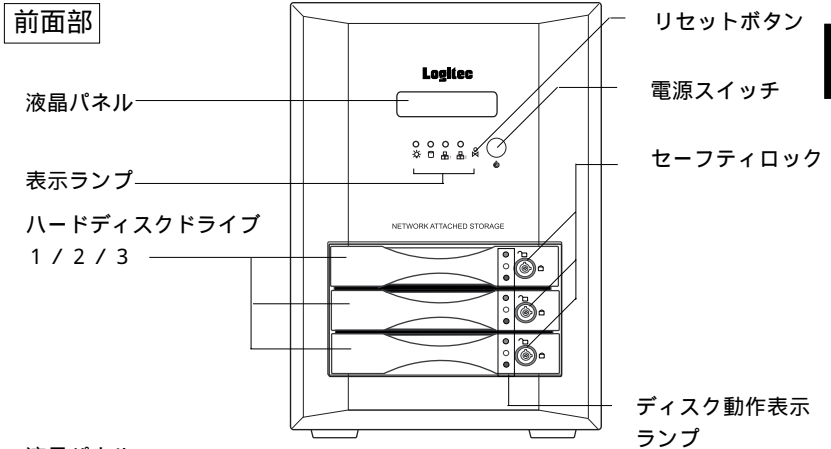 前面部
リセットボタン
Logitec
液晶パネル
電源スイッチ
セーフティロック
表示ランプ
ハードディスクドライブ
1 / 2 / 3
NETWORK ATTACHED STORAGE
ディスク動作表示
ランプ